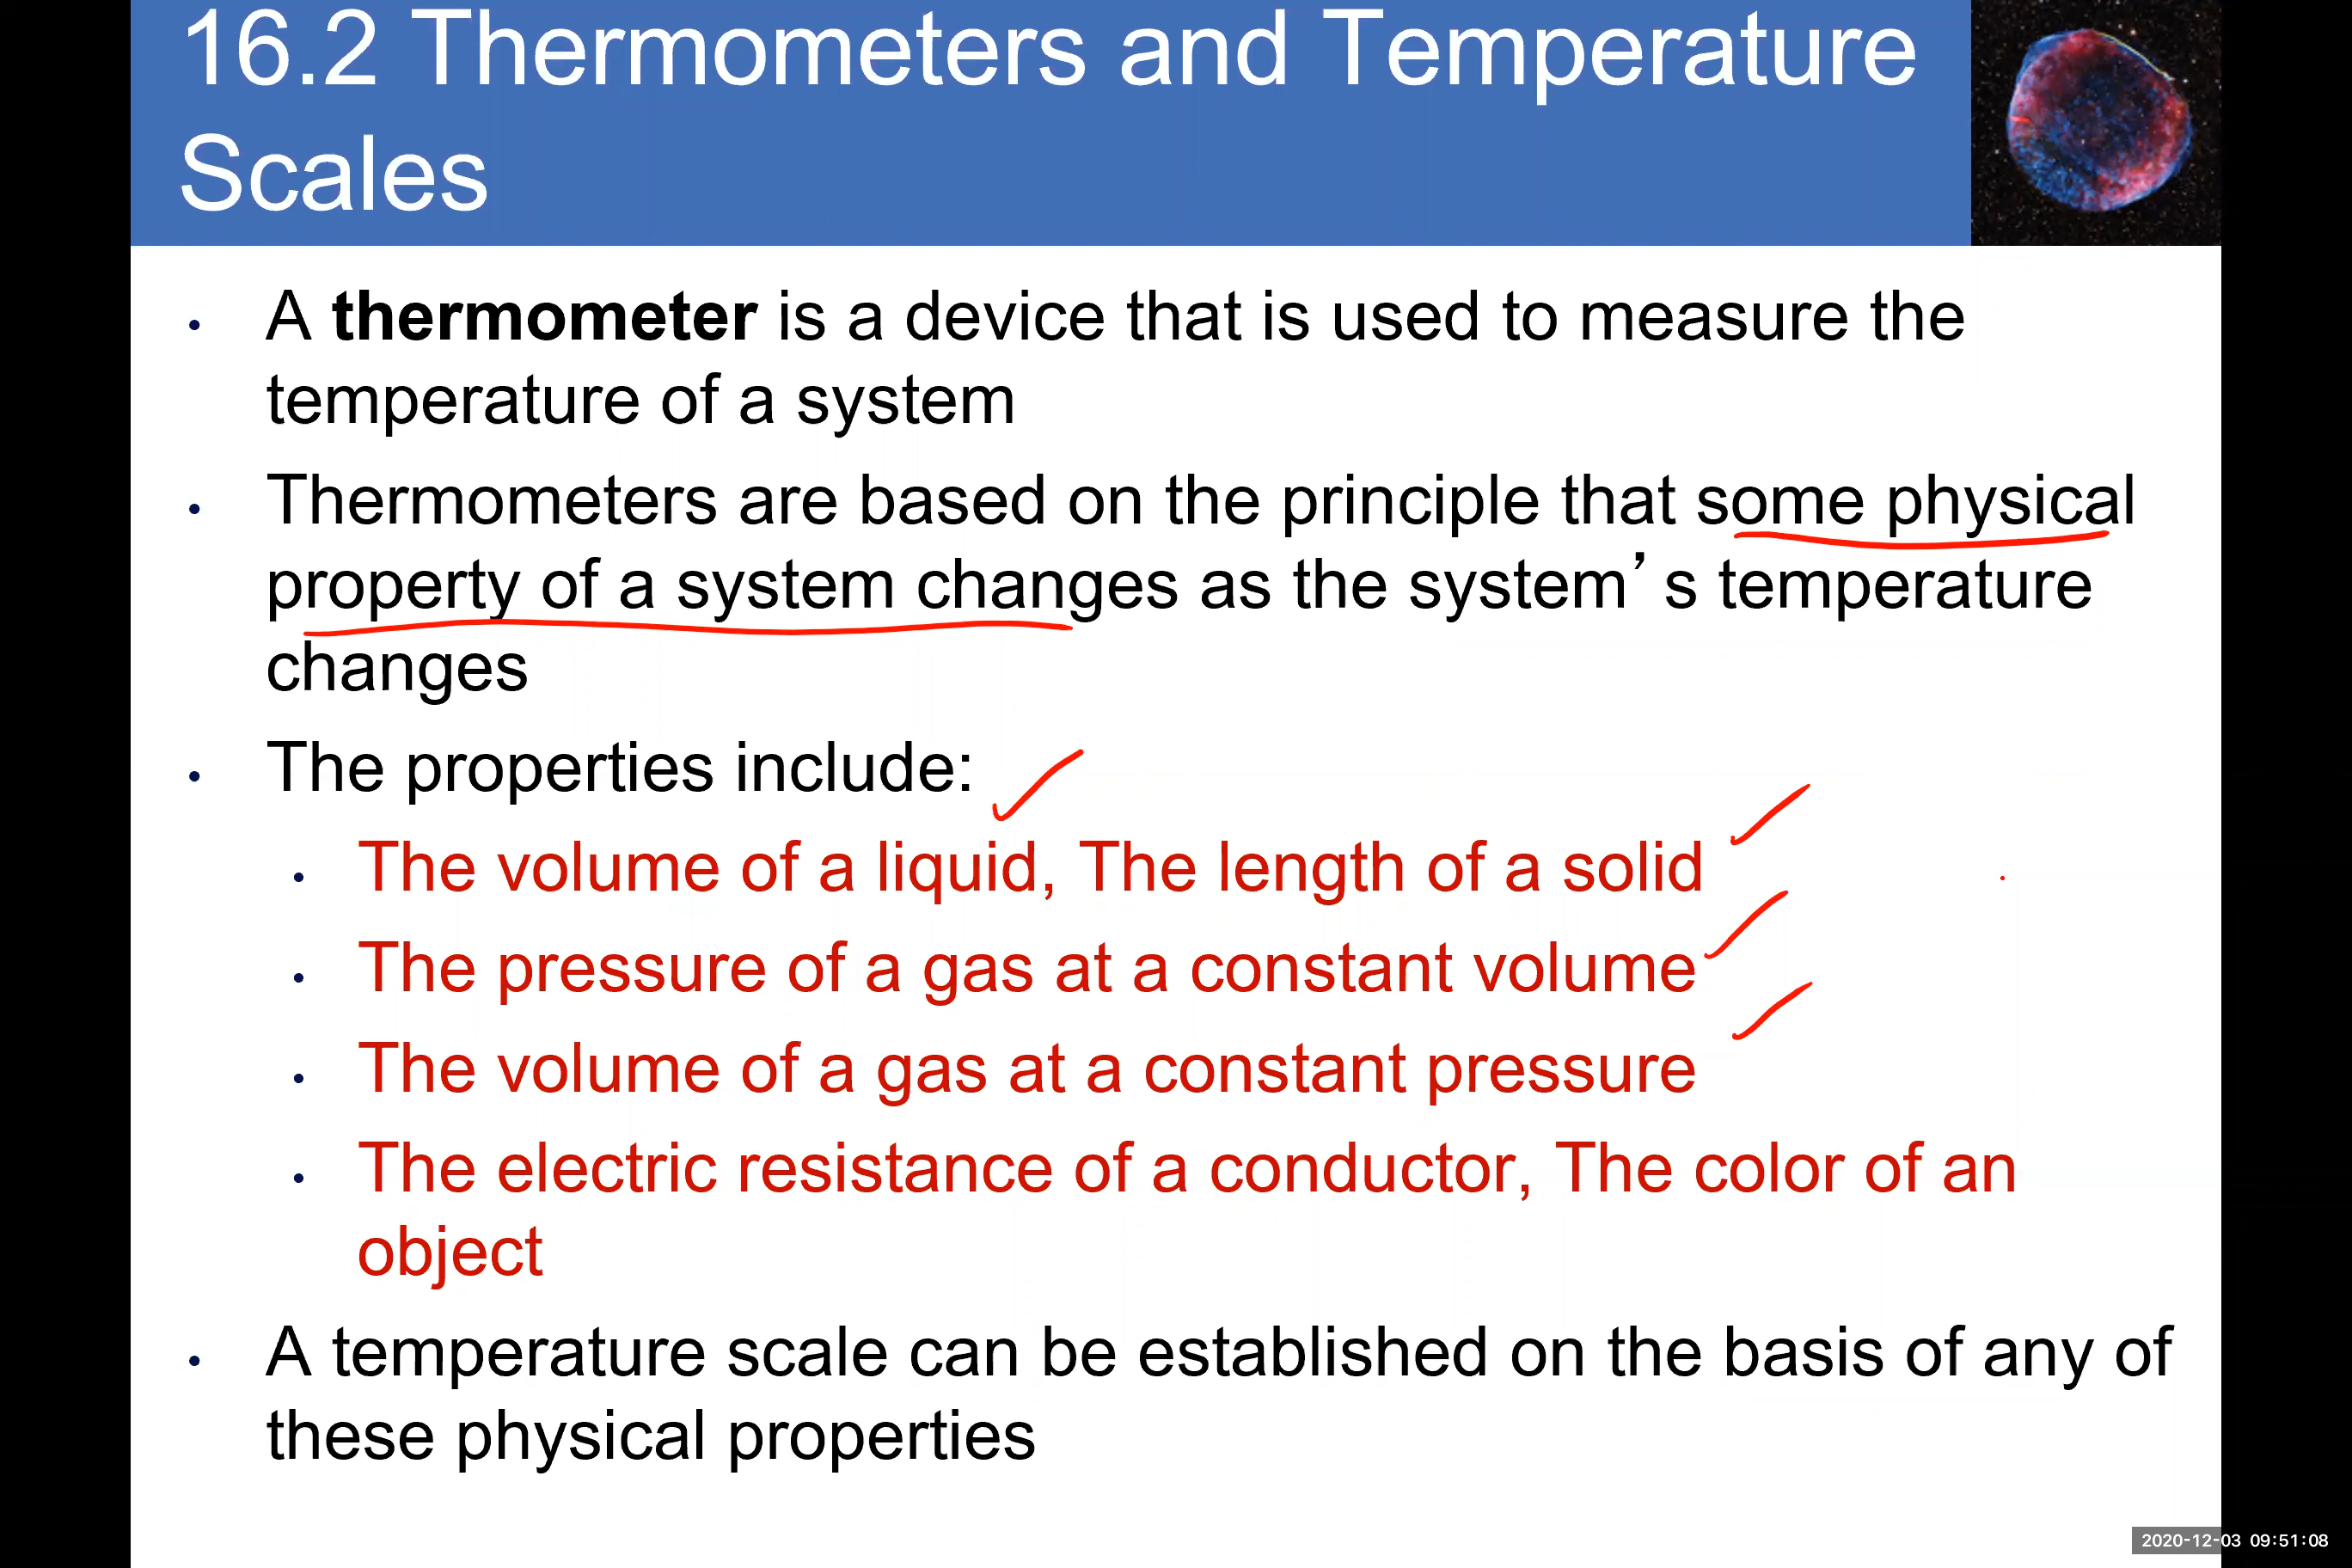 16.2 Thermometers and Temperature
Scales
• A thermometer is a device that is used to measure the
temperature of a system
• Thermometers are based on the principle that some physical
property of a system changes as the system’s temperature
changes
• The properties include:
• The volume of a liquid, The length of a solid
• The pressure of a gas at a constant volume
• The volume of a gas at a constant pressure
• The electric resistance of a conductor, The color of an
object
• A temperature scale can be established on the basis of any of
these physical properties
2020-12-03 09:51:08